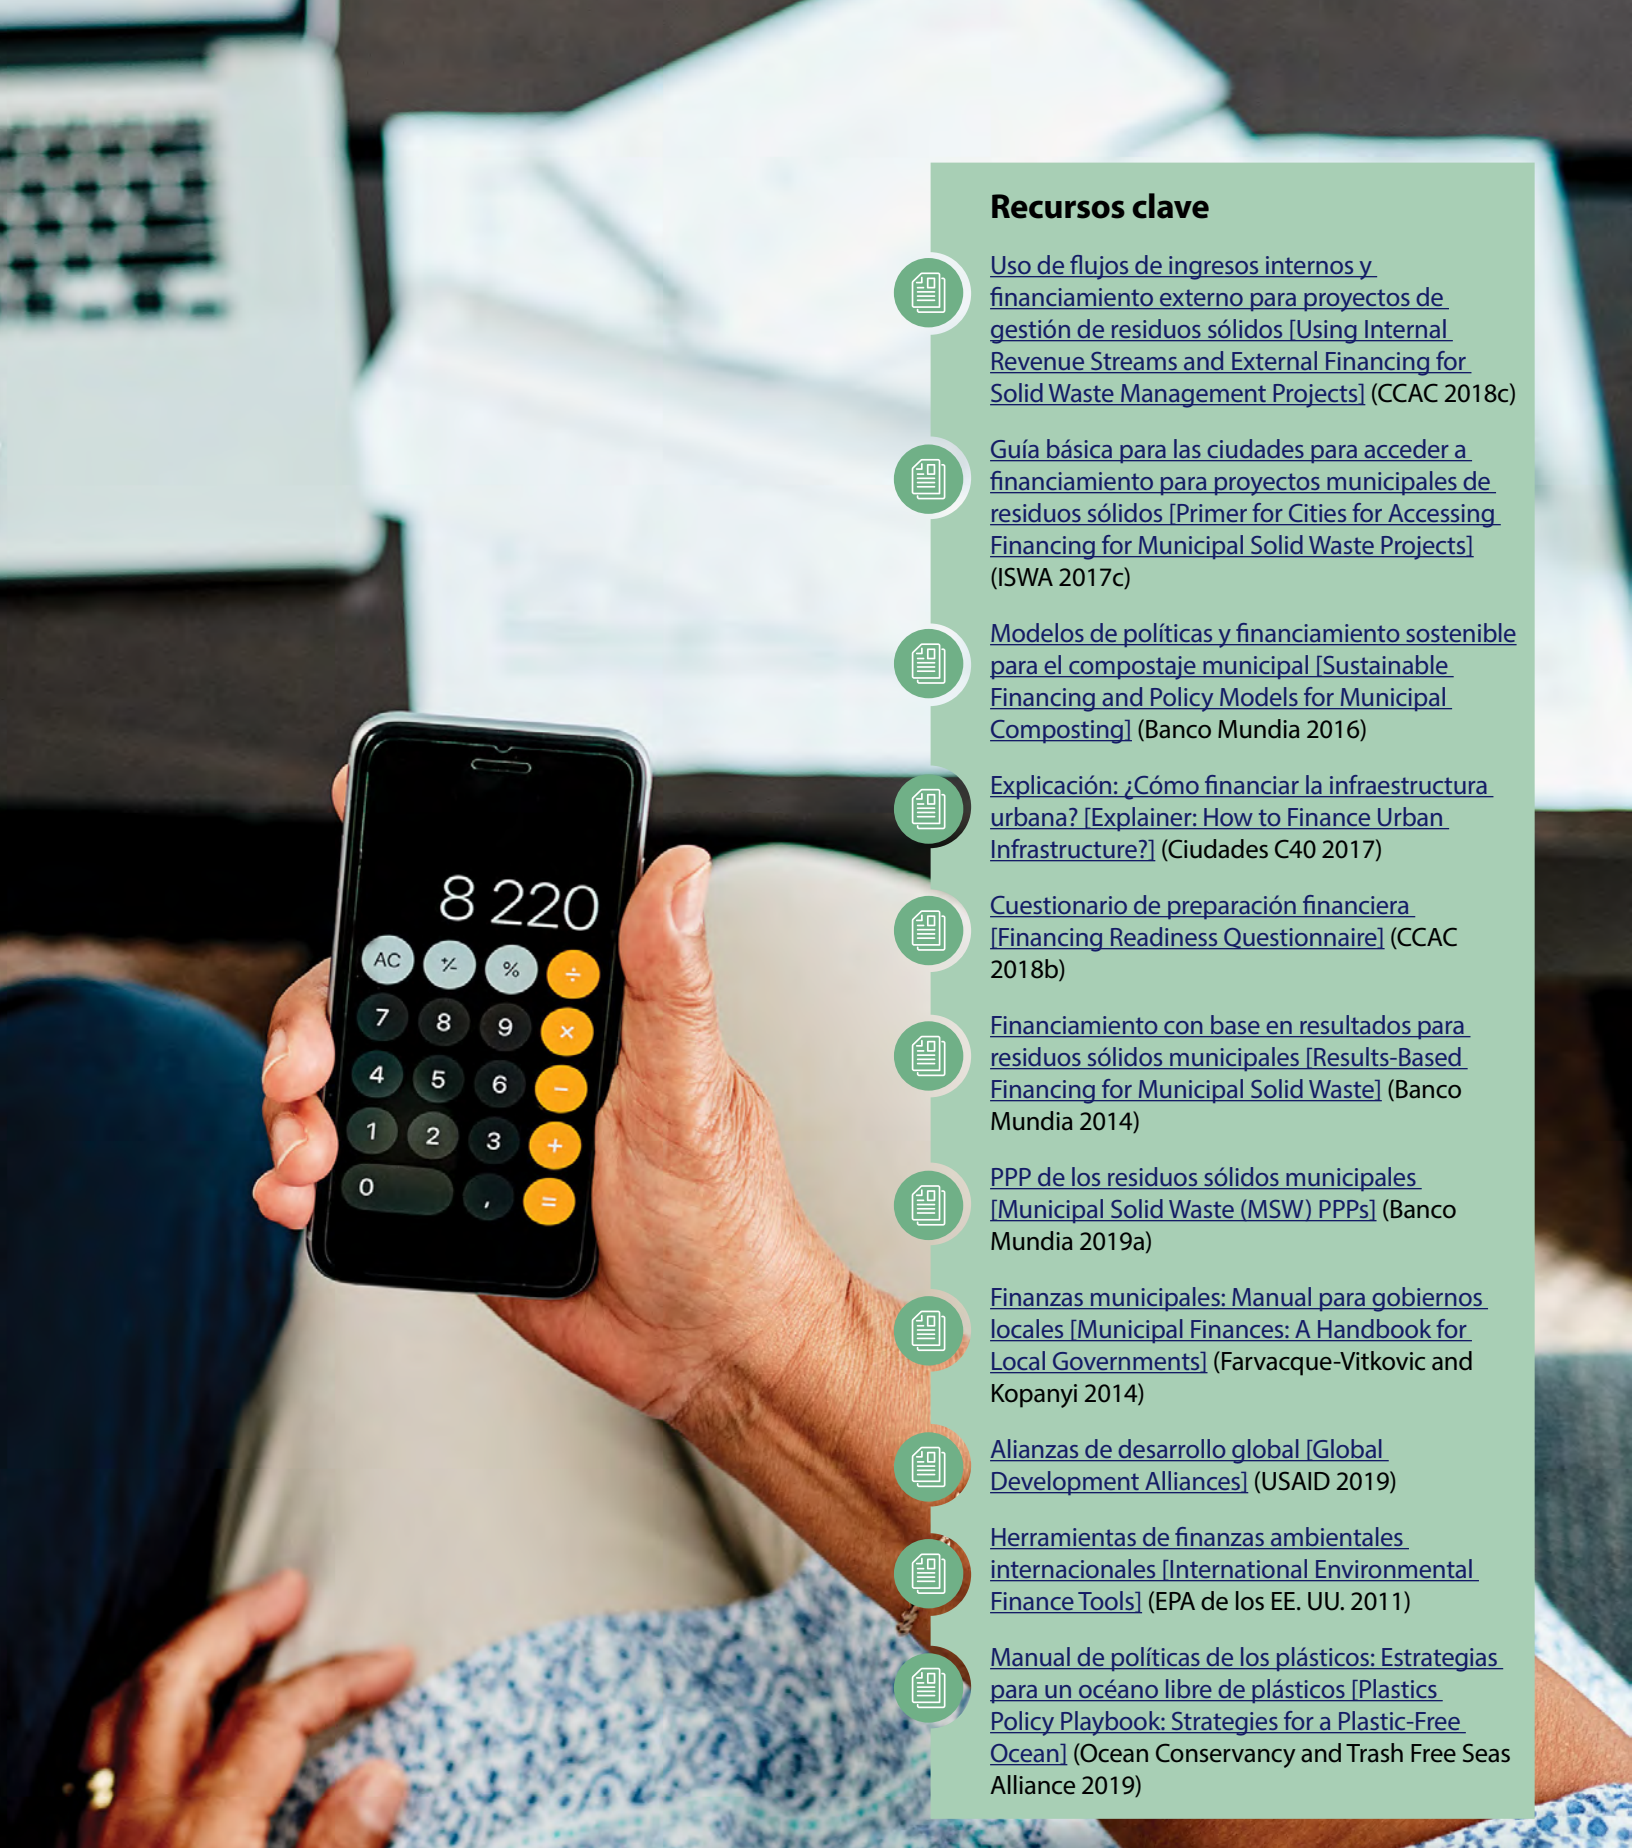 Recursos clave
Uso de flujos de ingresos internos y
financiamiento externo para proyectos de
gestión de residuos sólidos [Using Internal
Revenue Streams and External Financing for
Solid Waste Management Projects] (CCAC 2018c)
Guía básica para las ciudades para acceder a
financiamiento para proyectos municipales de
residuos sólidos [Primer for Cities for Accessing
Financing for Municipal Solid Waste Projects]
(ISWA 2017c)
Modelos de políticas y financiamiento sostenible
para el compostaje municipal [Sustainable
Financing and Policy Models for Municipal
Composting] (Banco Mundia 2016)
Explicación: ¿Cómo financiar la infraestructura
urbana? [Explainer: How to Finance Urban
Infrastructure?] (Ciudades C40 2017)
Cuestionario de preparación financiera
[Financing Readiness Questionnaire] (CCAC
2018b)
Financiamiento con base en resultados para
residuos sólidos municipales [Results-Based
Financing for Municipal Solid Waste] (Banco
Mundia 2014)
PPP de los residuos sólidos municipales
[Municipal Solid Waste (MSW) PPPs] (Banco
Mundia 2019a)
Finanzas municipales: Manual para gobiernos
locales [Municipal Finances: A Handbook for
Local Governments] (Farvacque-Vitkovic and
Kopanyi 2014)
Alianzas de desarrollo global [Global
Development Alliances] (USAID 2019)
Herramientas de finanzas ambientales
internacionales [International Environmental
Finance Tools] (EPA de los EE. UU. 2011)
Manual de políticas de los plásticos: Estrategias
para un océano libre de plásticos [Plastics
Policy Playbook: Strategies for a Plastic-Free
Ocean] (Ocean Conservancy and Trash Free Seas
Alliance 2019)
8 220
AC +/- % ÷
7 8 9 ×
4 5 6 −
1 2 3 +
0 , =